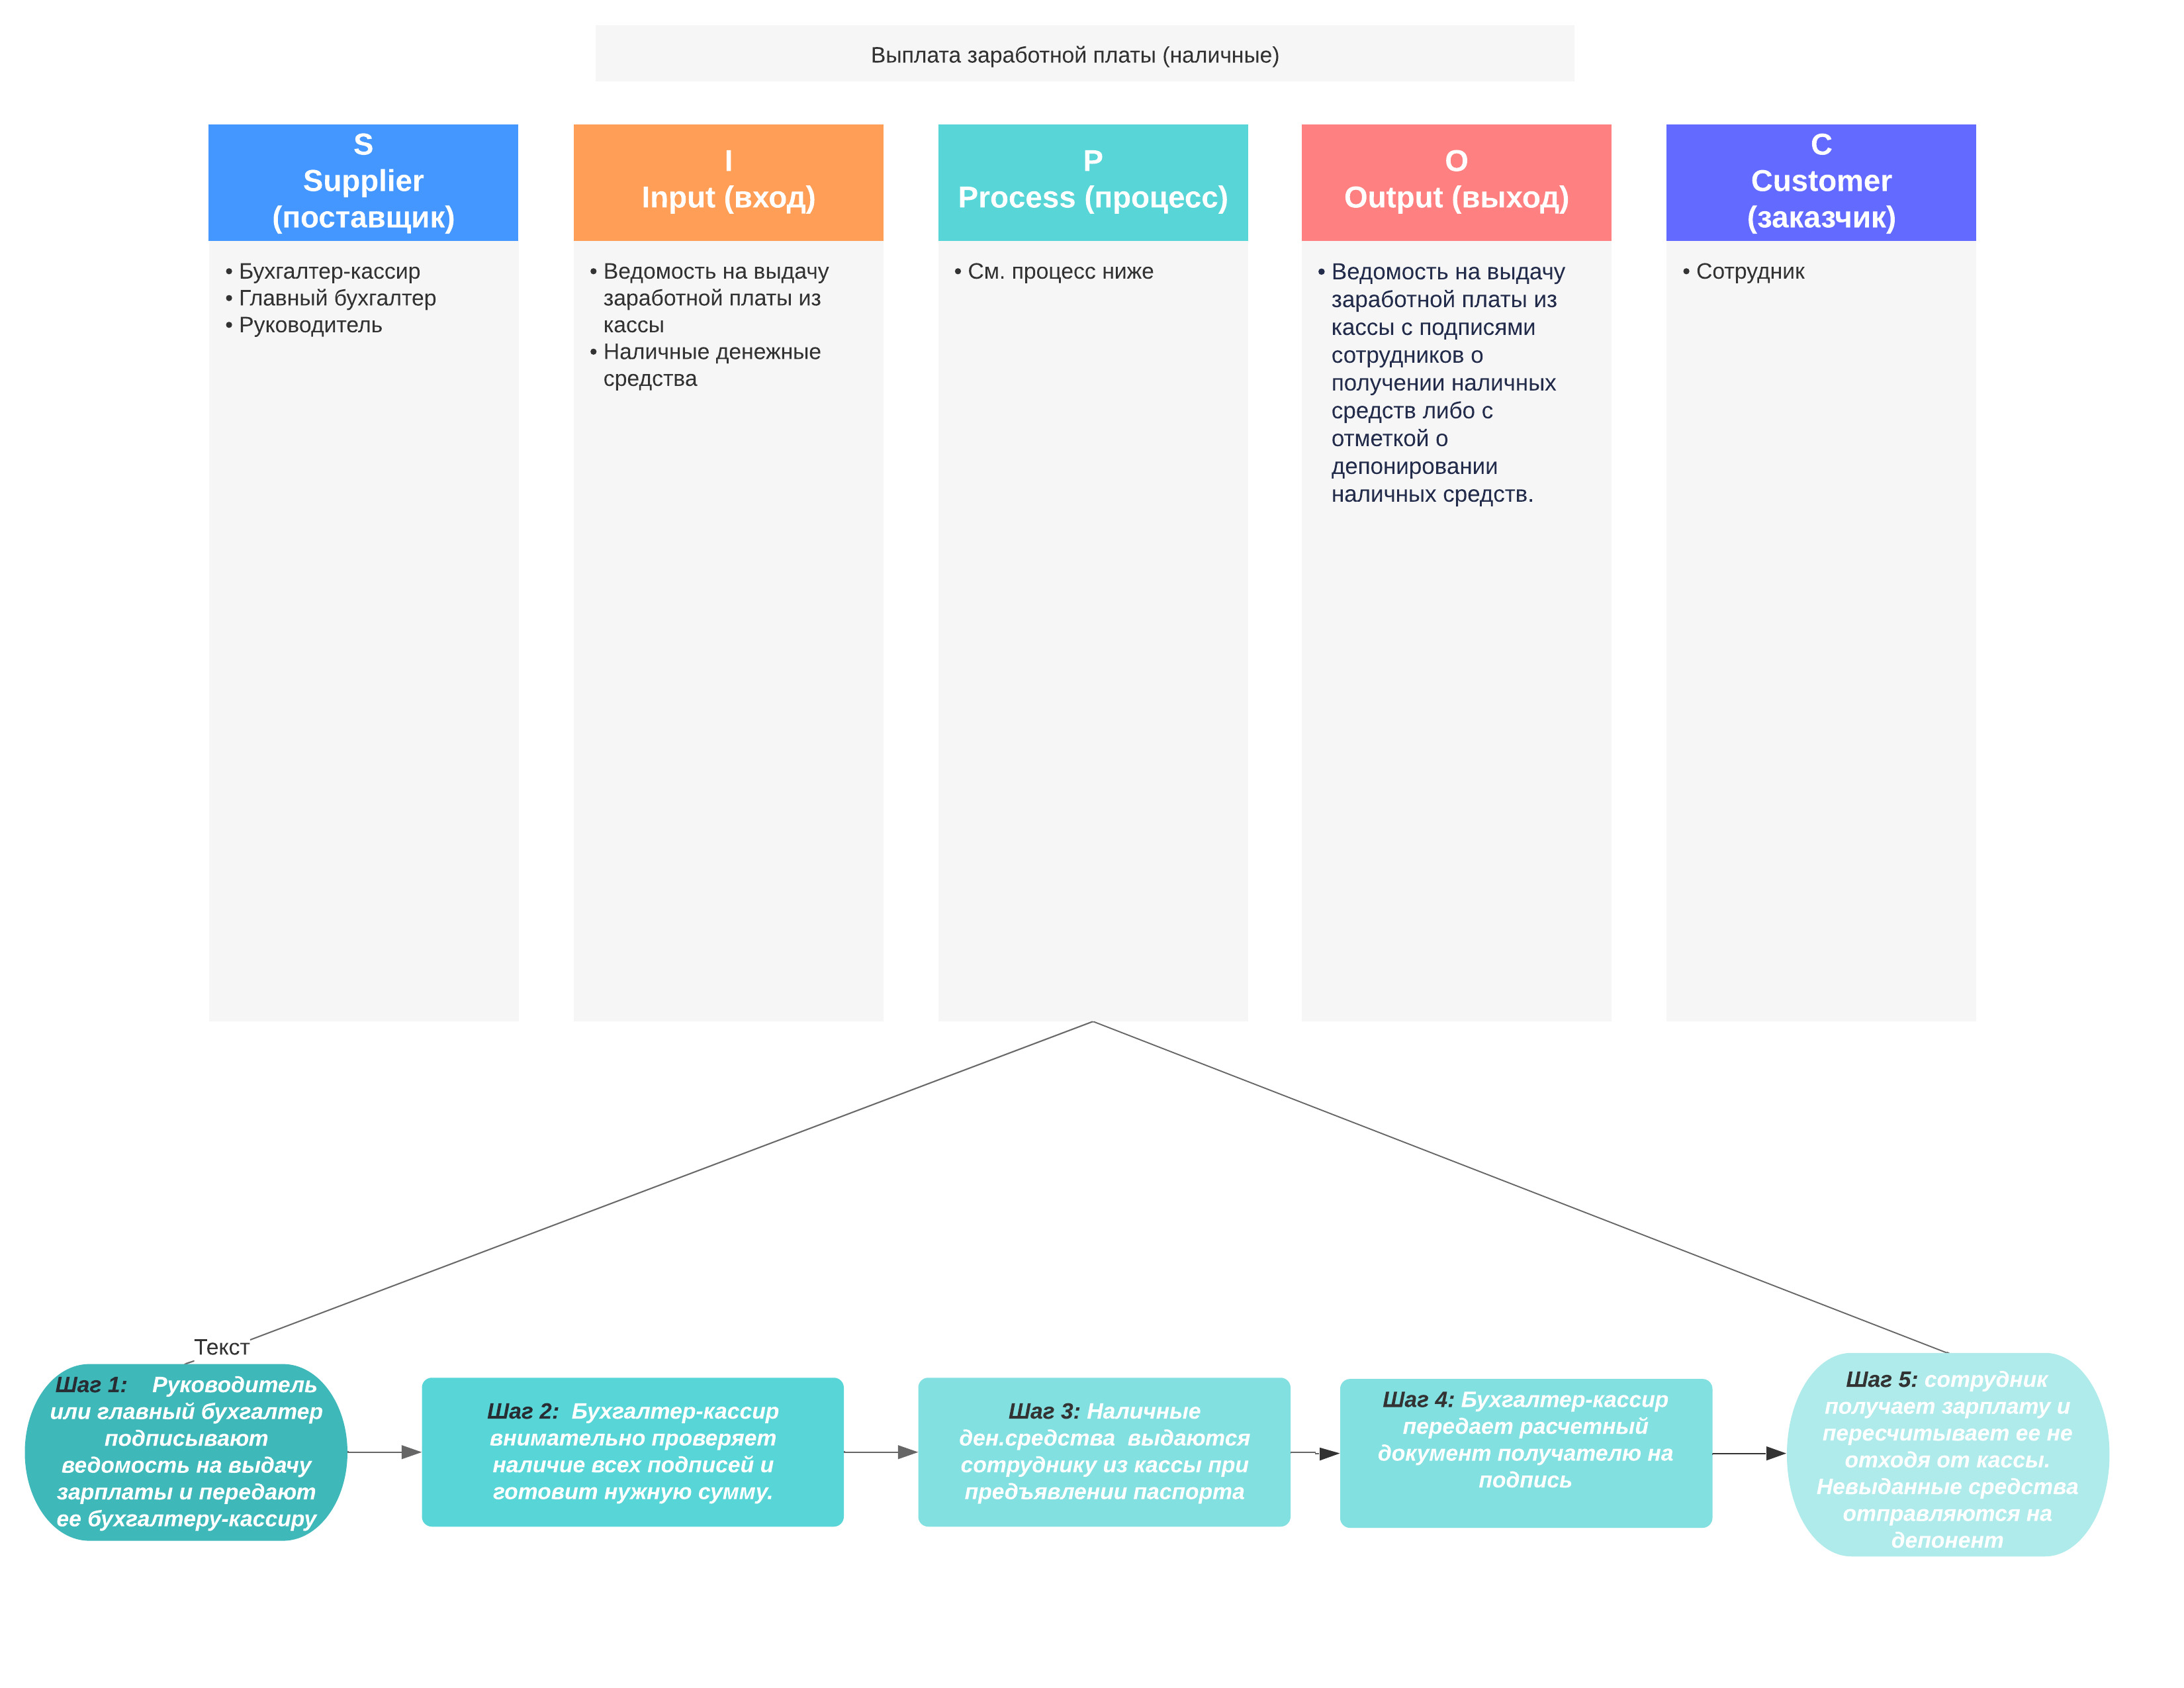 Выплата заработной платы (наличные)
S
Supplier
(поставщик)
• Бухгалтер-кассир
• Главный бухгалтер
• Руководитель
I
Input (вход)
• Ведомость на выдачу
заработной платы из
кассы
• Наличные денежные
средства
P
Process (процесс)
• См. процесс ниже
O
Output (выход)
• Ведомость на выдачу
заработной платы из
кассы с подписями
сотрудников о
получении наличных
средств либо с
отметкой о
депонировании
наличных средств.
C
Customer
(заказчик)
• Сотрудник
Текст
Шаг 1: Руководитель
или главный бухгалтер
подписывают
ведомость на выдачу
зарплаты и передают
ее бухгалтеру-кассиру
Шаг 2: Бухгалтер-кассир
внимательно проверяет
наличие всех подписей и
готовит нужную сумму.
Шаг 3: Наличные
ден.средства выдаются
сотруднику из кассы при
предъявлении паспорта
Шаг 4: Бухгалтер-кассир
передает расчетный
документ получателю на
подпись
Шаг 5: сотрудник
получает зарплату и
пересчитывает ее не
отходя от кассы.
Невыданные средства
отправляются на
депонент